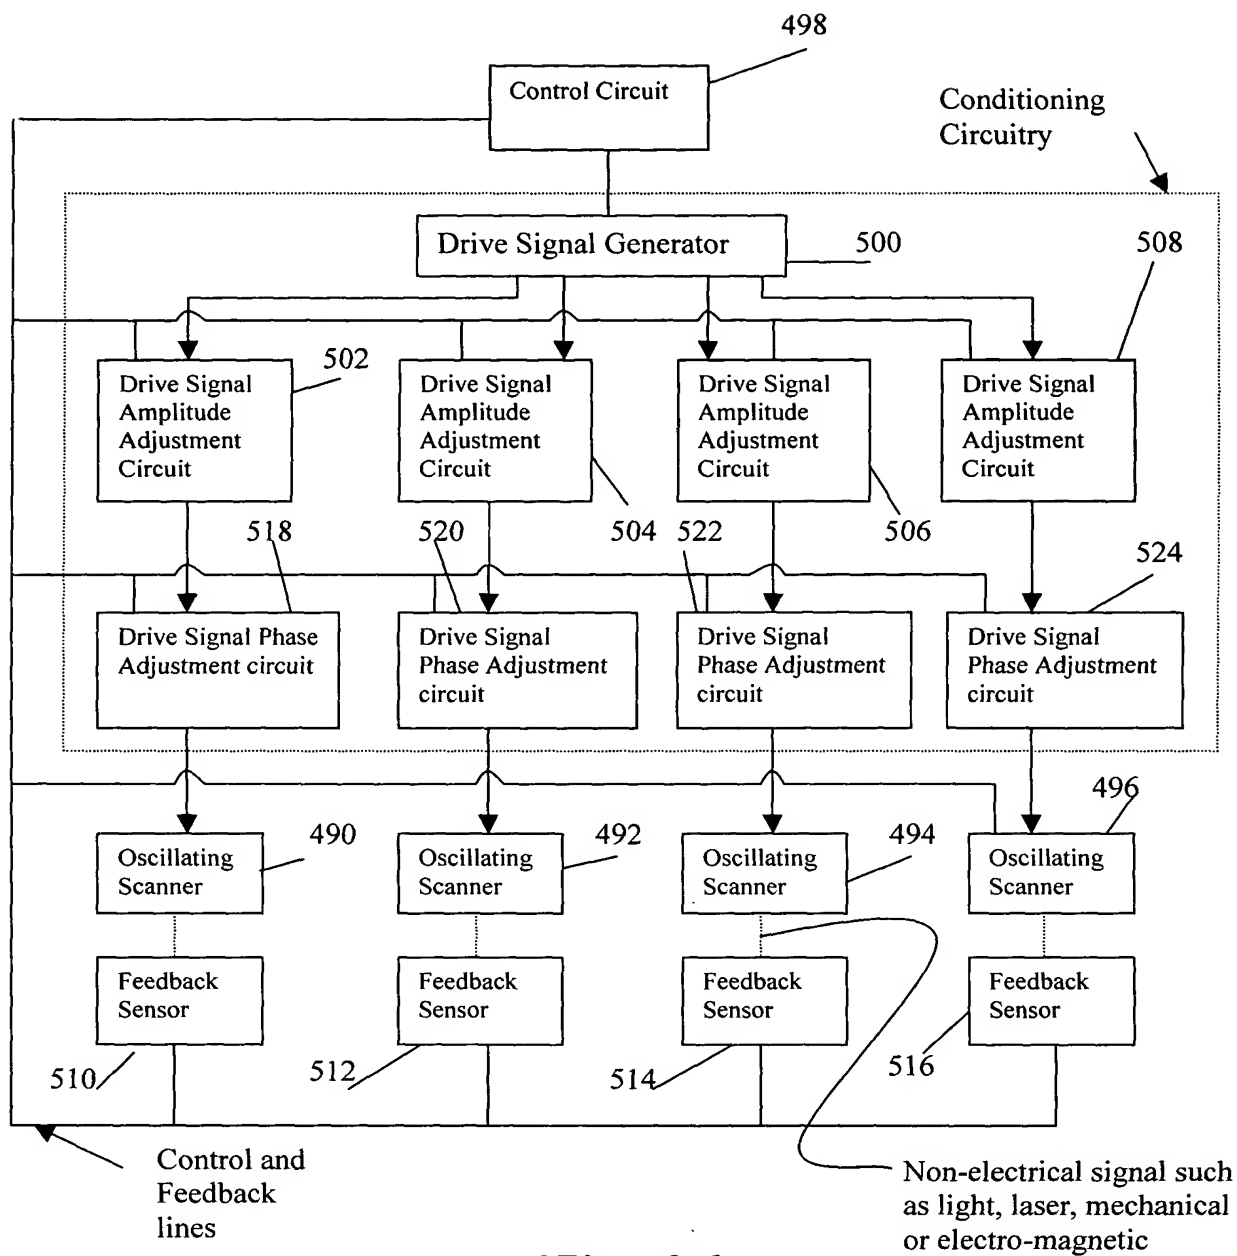 498
Control Circuit
Conditioning
Circuitry
Drive Signal Generator
500
508
502
Drive Signal
Amplitude
Adjustment
Circuit
Drive Signal
Amplitude
Adjustment
Circuit
Drive Signal
Amplitude
Adjustment
Circuit
Drive Signal
Amplitude
Adjustment
Circuit
518
520
504
522
506
524
Drive Signal Phase
Adjustment circuit
Drive Signal
Phase Adjustment
circuit
Drive Signal
Phase Adjustment
circuit
Drive Signal
Phase Adjustment
circuit
490
492
494
496
Oscillating
Scanner
Oscillating
Scanner
Oscillating
Scanner
Oscillating
Scanner
Feedback
Sensor
Feedback
Sensor
Feedback
Sensor
Feedback
Sensor
510
512
514
516
Control and
Feedback
lines
Non-electrical signal such
as light, laser, mechanical
or electro-magnetic